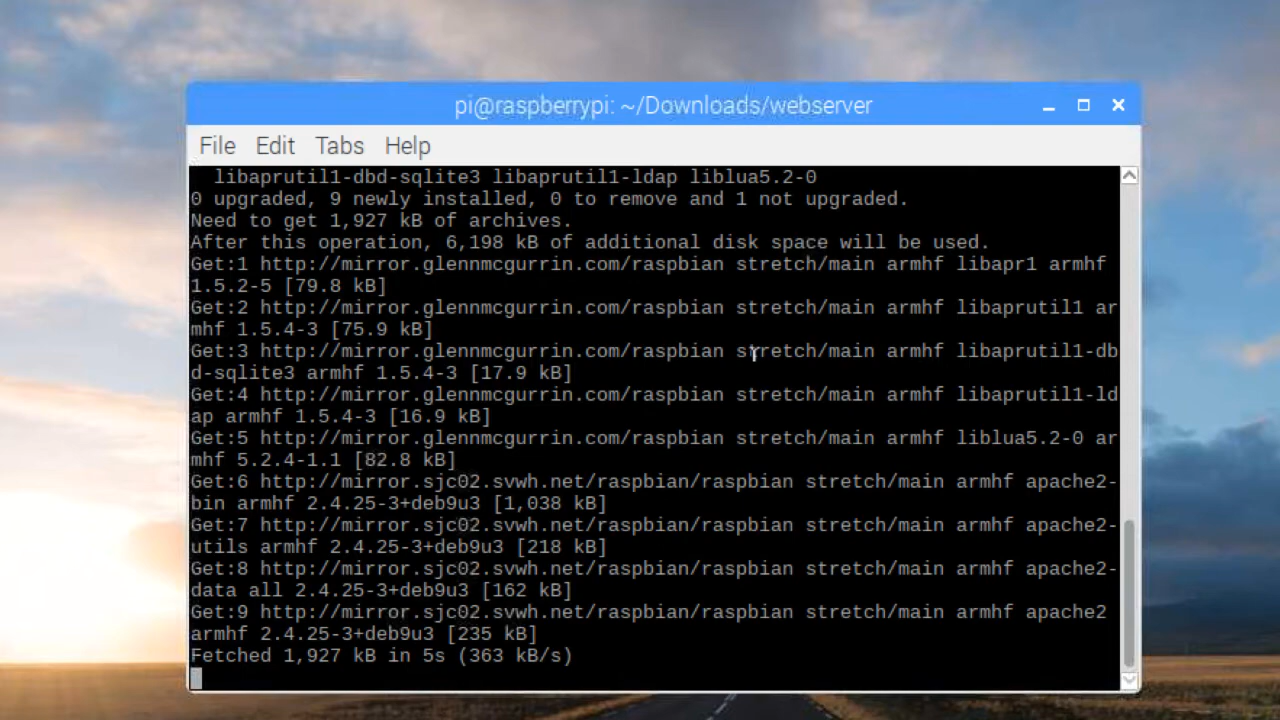 pi@raspberrypi: ~/Downloads/webserver
File Edit Tabs Help
libaprutil1-dbd-sqlite3 libaprutil1-ldap liblua5.2-0
0 upgraded, 9 newly installed, 0 to remove and 1 not upgraded.
Need to get 1,927 kB of archives.
After this operation, 6,198 kB of additional disk space will be used.
Get:1 http://mirror.glennmcgurrin.com/raspbian stretch/main armhf libapr1 armhf
1.5.2-5 [79.8 kB]
Get:2 http://mirror.glennmcgurrin.com/raspbian stretch/main armhf libaprutil1 ar
mhf 1.5.4-3 [75.9 kB]
Get:3 http://mirror.glennmcgurrin.com/raspbian stretch/main armhf libaprutil1-db
d-sqlite3 armhf 1.5.4-3 [17.9 kB]
Get:4 http://mirror.glennmcgurrin.com/raspbian stretch/main armhf libaprutil1-ld
ap armhf 1.5.4-3 [16.9 kB]
Get:5 http://mirror.glennmcgurrin.com/raspbian stretch/main armhf liblua5.2-0 ar
mhf 5.2.4-1.1 [82.8 kB]
Get:6 http://mirror.sjc02.svwh.net/raspbian/raspbian stretch/main armhf apache2-
bin armhf 2.4.25-3+deb9u3 [1,038 kB]
Get:7 http://mirror.sjc02.svwh.net/raspbian/raspbian stretch/main armhf apache2-
utils armhf 2.4.25-3+deb9u3 [218 kB]
Get:8 http://mirror.sjc02.svwh.net/raspbian/raspbian stretch/main armhf apache2-
data all 2.4.25-3+deb9u3 [162 kB]
Get:9 http://mirror.sjc02.svwh.net/raspbian/raspbian stretch/main armhf apache2
armhf 2.4.25-3+deb9u3 [235 kB]
Fetched 1,927 kB in 5s (363 kB/s)